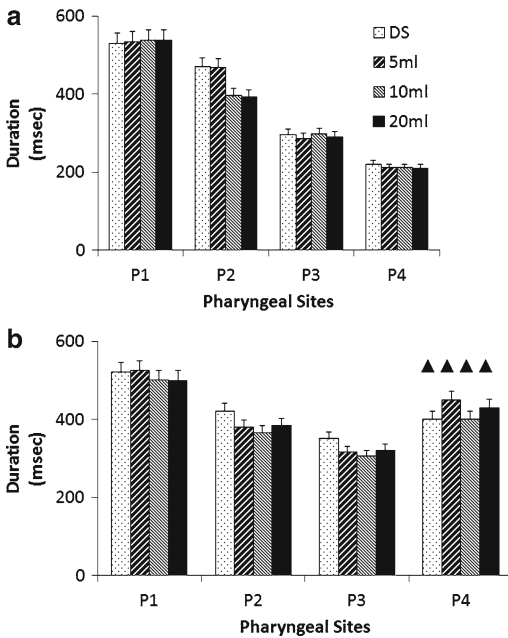 a
600
400
200
0
Duration
(msec)
DS
5ml
10ml
20ml
P1 P2 P3 P4
Pharyngeal Sites
b
600
400
200
0
Duration
(msec)
P1 P2 P3 P4
Pharyngeal Sites